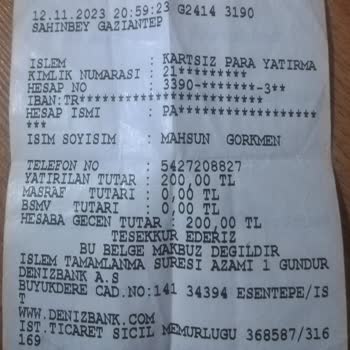 12.11.2023 20:59:23 G2414 3190
SAHINBEY GAZIANTEP
ISLEM : KARTSIZ PARA YATIRMA
KIMLIK NUMARASI : 21*********
HESAP NO : 3390-*******-3**
IBAN:TR************************
HESAP ISMI : PA******************
***
ISIM SOYISIM : MAHSUN GORKMEN
TELEFON NO : 5427208827
YATIRILAN TUTAR : 200,00 TL
MASRAF TUTARI : 0,00 TL
BSMV TUTARI : 0,00 TL
HESABA GECEN TUTAR : 200,00 TL
TESEKKUR EDERIZ
BU BELGE MAKBUZ DEGILDIR
ISLEM TAMAMLANMA SURESI AZAMI 1 GUNDUR
DENIZBANK A.S
BUYUKDERE CAD.NO:141 34394 ESENTEPE/IS
T
WWW.DENIZBANK.COM
IST.TICARET SICIL MEMURLUGU 368587/316
169